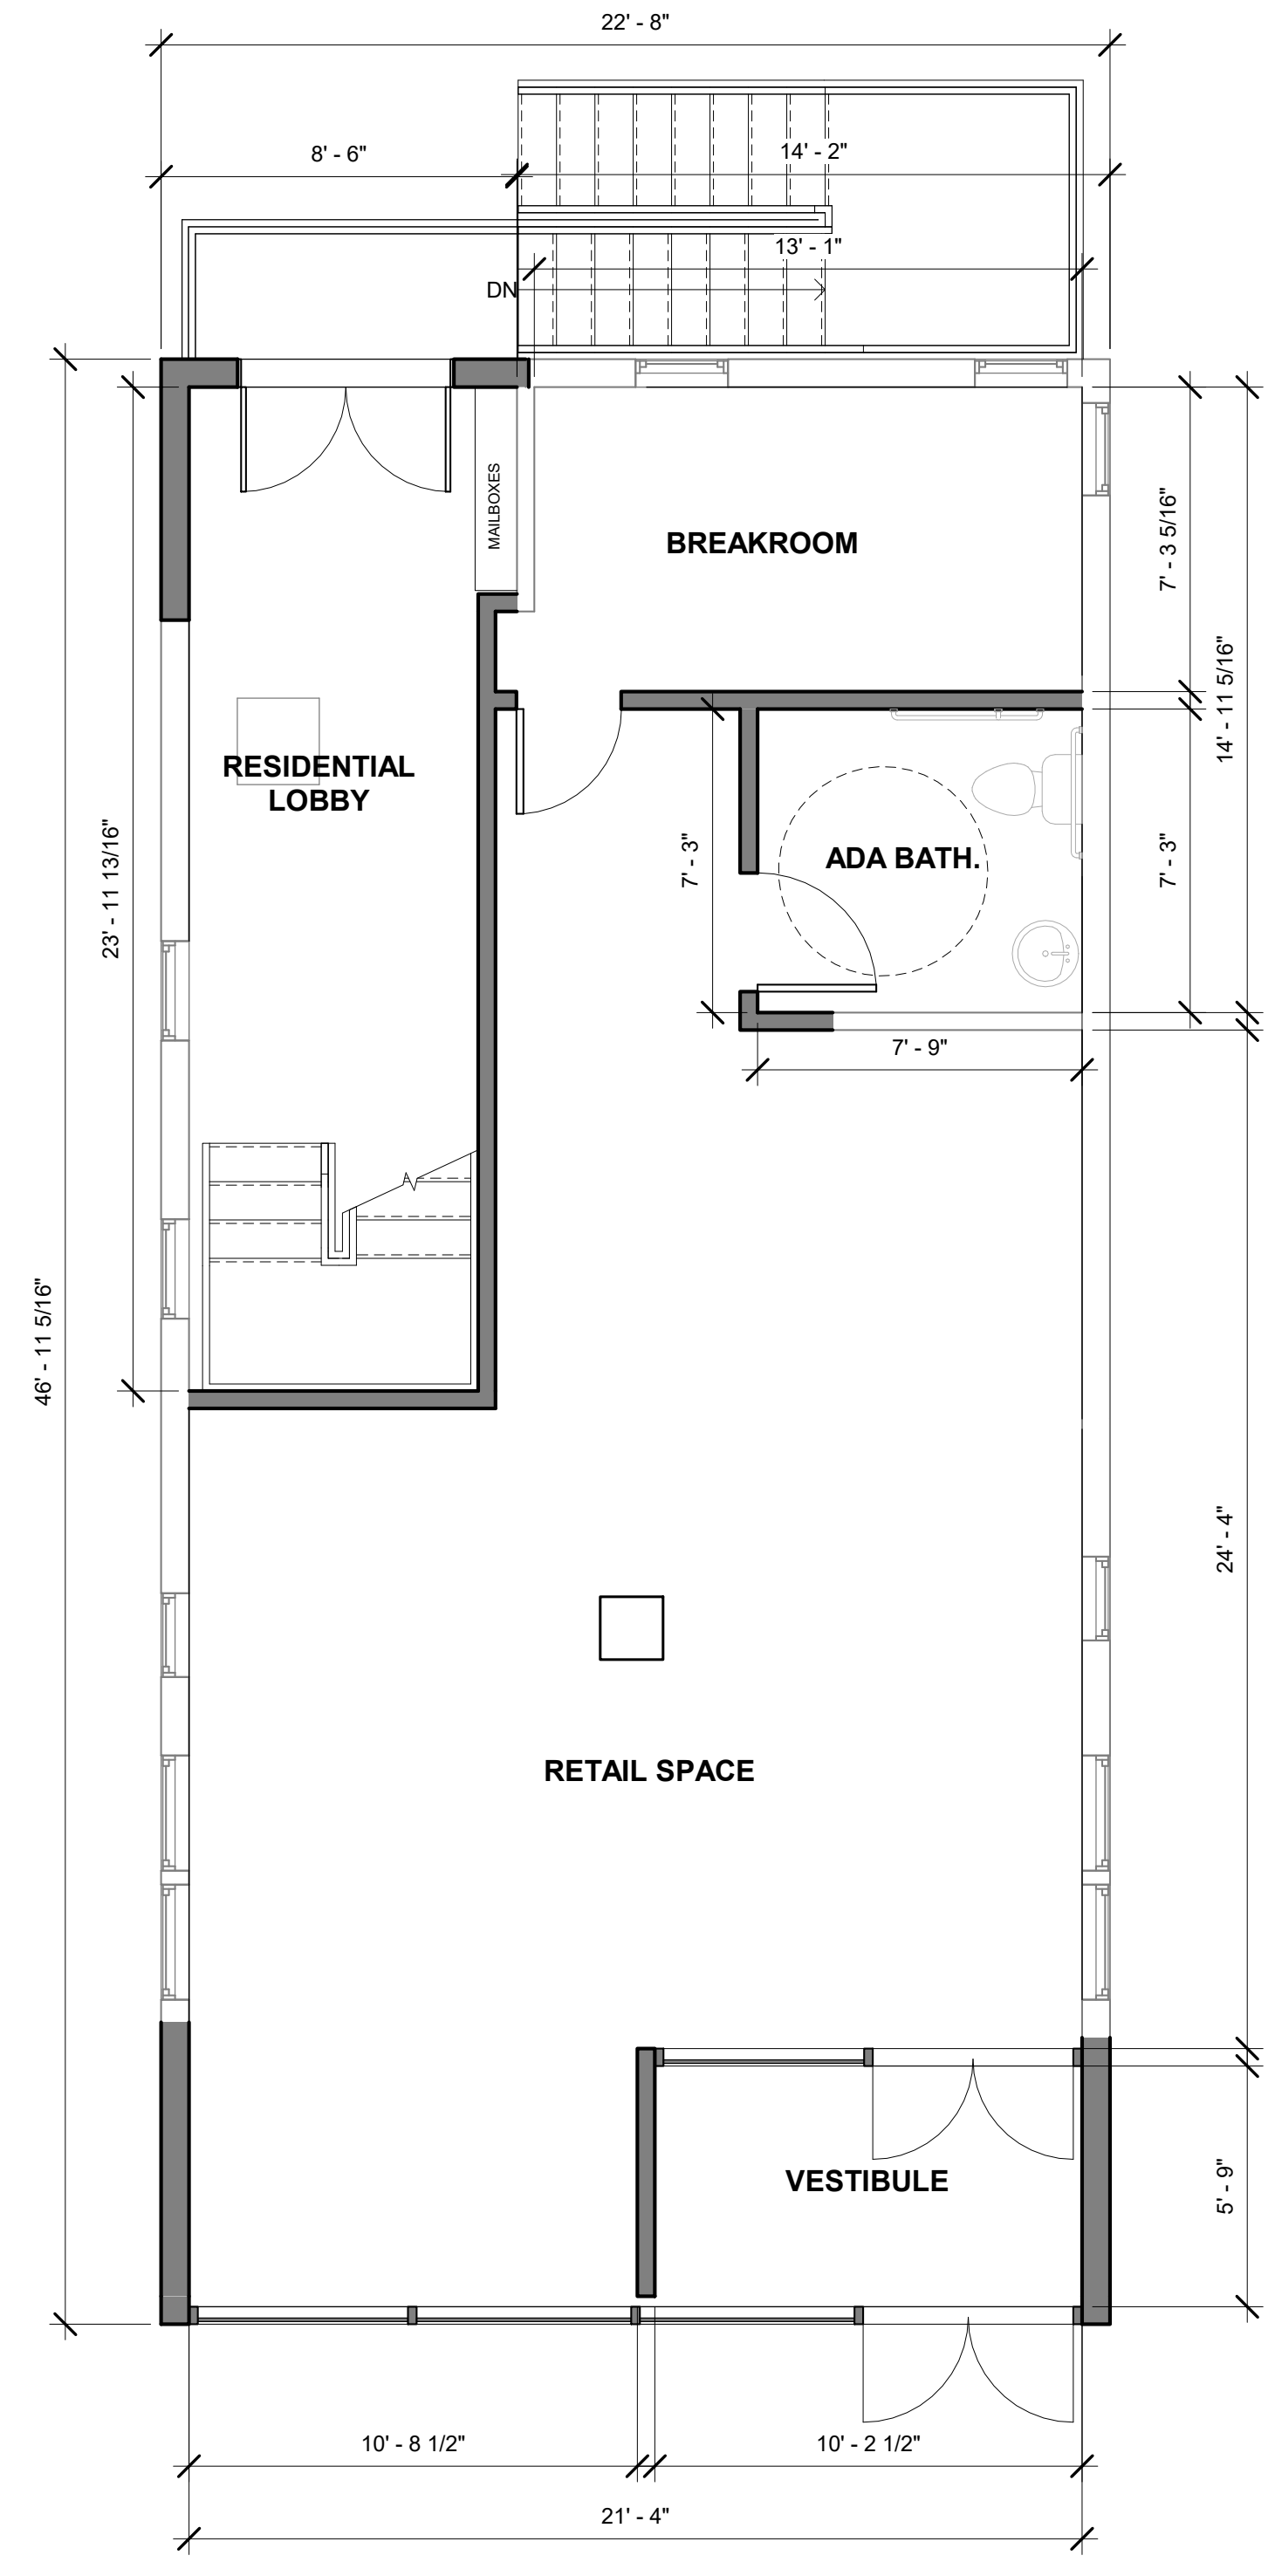 22' - 8"
8' - 6"
14' - 2"
13' - 1"
DN
MAILBOXES
BREAKROOM
7' - 3 5/16"
14' - 11 5/16"
RESIDENTIAL
LOBBY
23' - 11 13/16"
7' - 3"
ADA BATH.
7' - 3"
7' - 9"
46' - 11 5/16"
24' - 4"
RETAIL SPACE
VESTIBULE
5' - 9"
10' - 8 1/2"
10' - 2 1/2"
21' - 4"